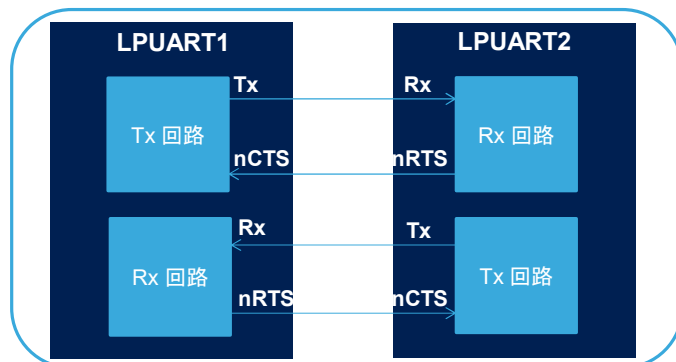 LPUART1
LPUART2
Tx
Rx
Tx 回路
Rx 回路
nCTS
nRTS
Rx
Tx
Rx 回路
Tx 回路
nRTS
nCTS